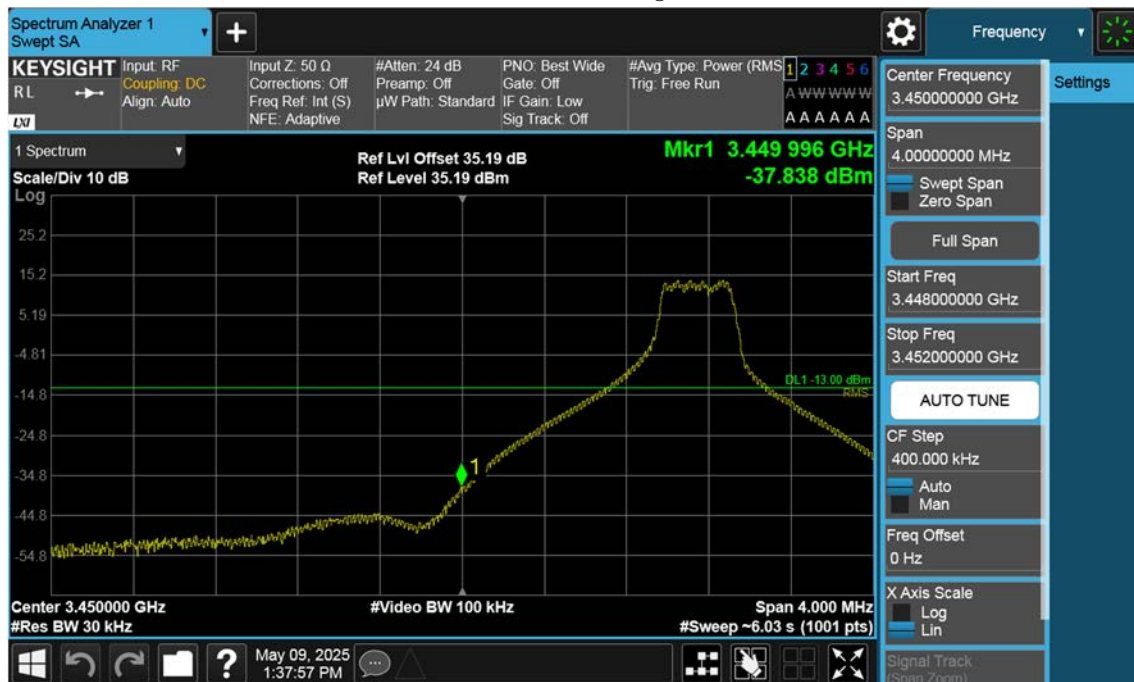 Spectrum Analyzer 1
Swept SA
+
Frequency
KEYSIGHT
RL
LXI
Input: RF
Coupling: DC
Align: Auto
Input Z: 50 Ω
Corrections: Off
Freq Ref: Int (S)
NFE: Adaptive
#Atten: 24 dB
Preamp: Off
µW Path: Standard
PNO: Best Wide
Gate: Off
IF Gain: Low
Sig Track: Off
#Avg Type: Power (RMS
Trig: Free Run
1 2 3 4 5 6
A W W W W W
A A A A A A
1 Spectrum
Scale/Div 10 dB
Ref Lvl Offset 35.19 dB
Ref Level 35.19 dBm
Mkr1 3.449 996 GHz
-37.838 dBm
Log
25.2
15.2
5.19
-4.81
-14.8
-24.8
-34.8
-44.8
-54.8
DL1 -13.00 dBm
RMS
1
Center 3.450000 GHz
#Res BW 30 kHz
#Video BW 100 kHz
Span 4.000 MHz
#Sweep ~6.03 s (1001 pts)
?
May 09, 2025
1:37:57 PM
Center Frequency
3.450000000 GHz
Span
4.00000000 MHz
Swept Span
Zero Span
Full Span
Start Freq
3.448000000 GHz
Stop Freq
3.452000000 GHz
AUTO TUNE
CF Step
400.000 kHz
Auto
Man
Freq Offset
0 Hz
X Axis Scale
Log
Lin
Signal Track
(Span Zoom)
Settings